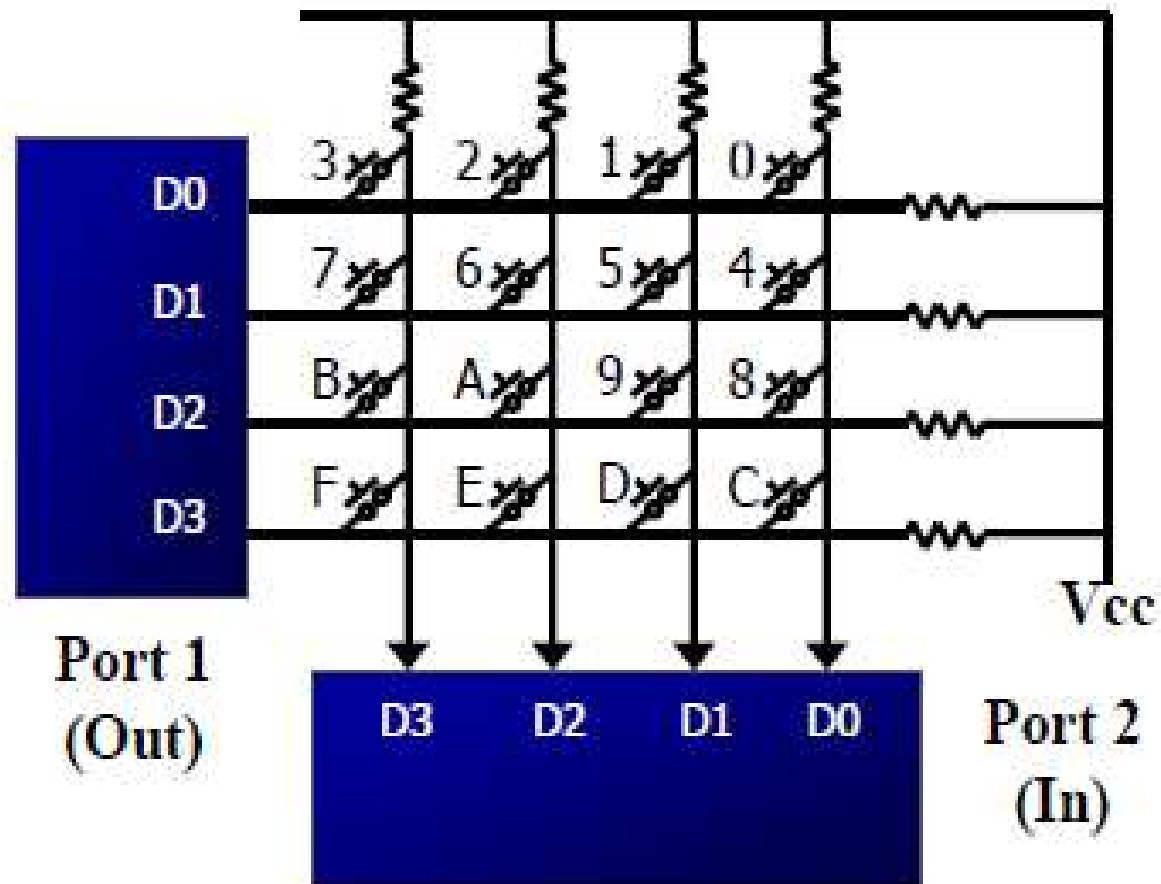 D0 3 2 1 0
D1 7 6 5 4
D2 B A 9 8
D3 F E D C
Vcc
Port 1
(Out)
D3 D2 D1 D0
Port 2
(In)